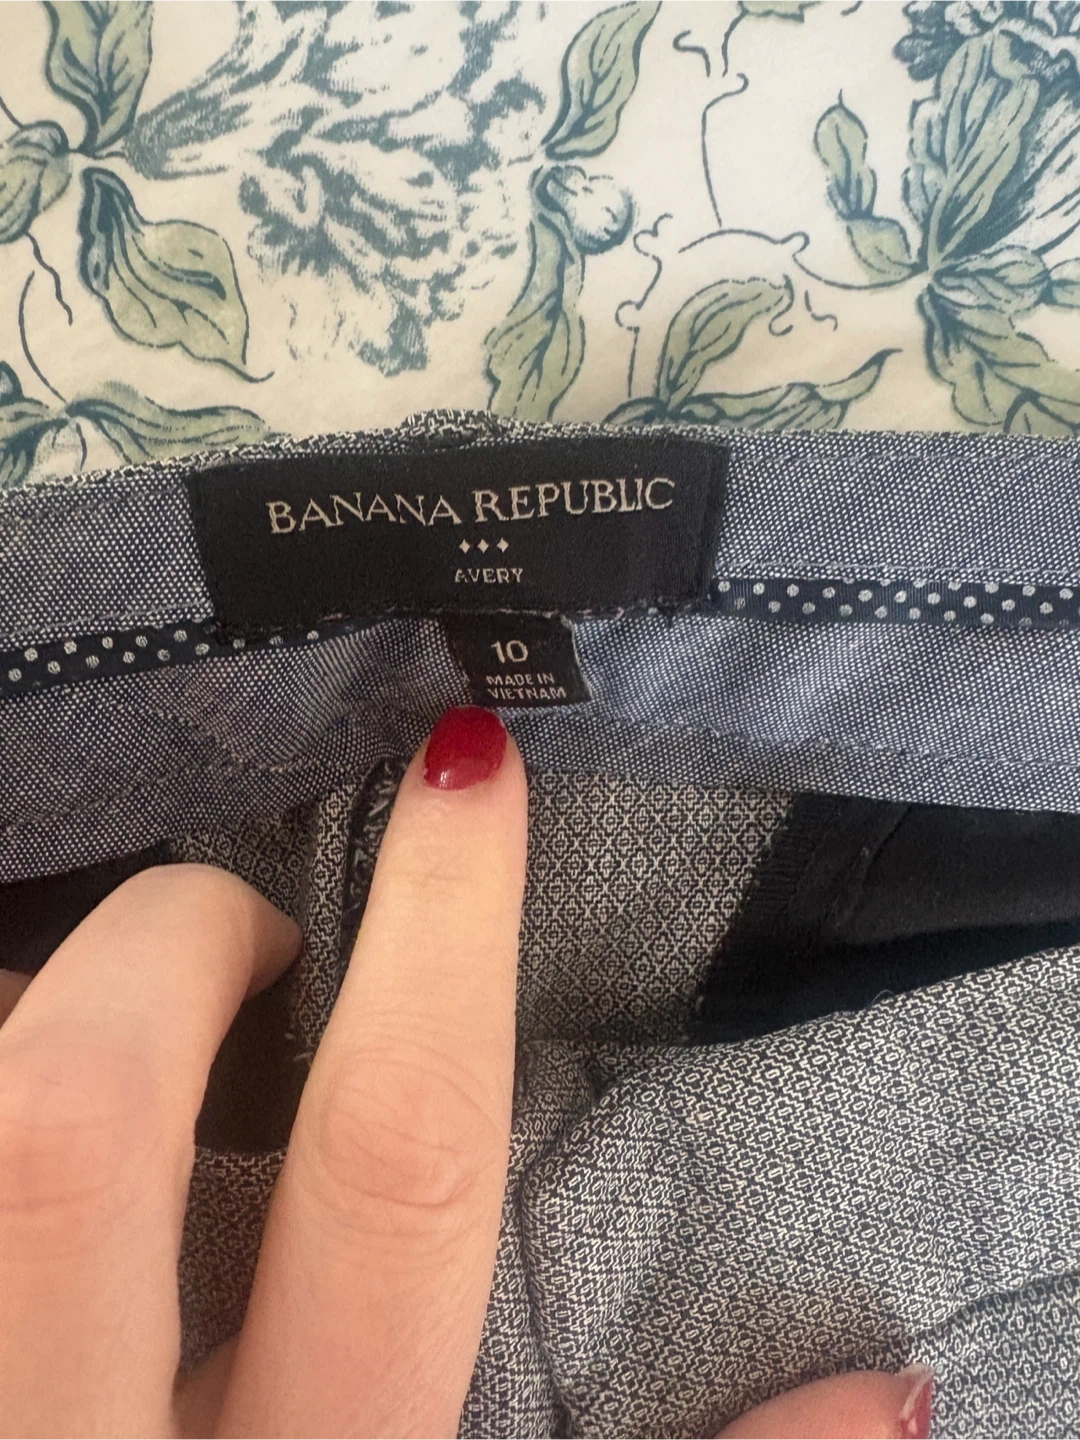 BANANA REPUBLIC
AVERY
10
MADE IN
VIETNAM